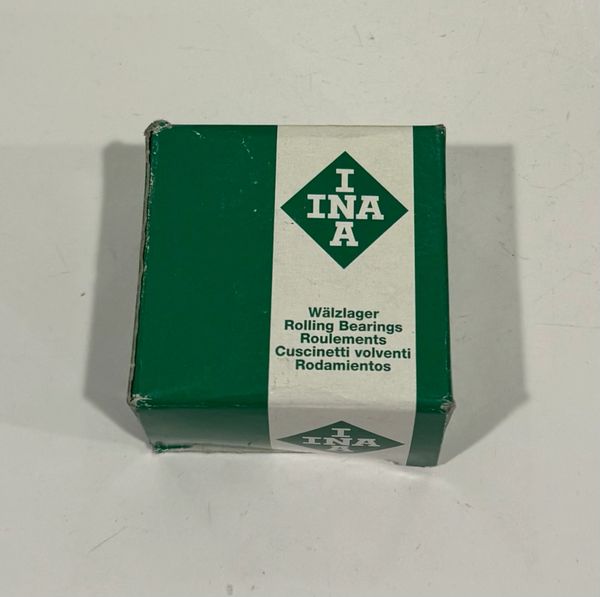 I
INA
A
Wälzlager
Rolling Bearings
Roulements
Cuscinetti volventi
Rodamientos
I
INA
A